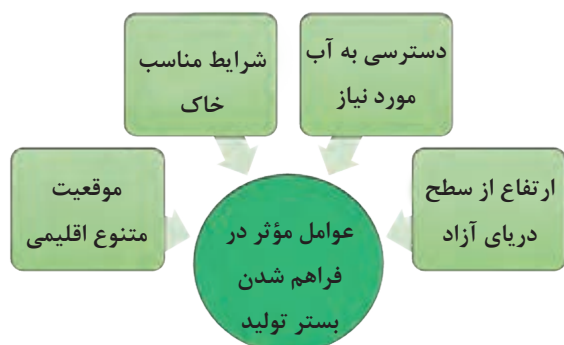 دسترسی به آب
مورد نیاز
شرایط مناسب
خاک
ارتفاع از سطح
دریای آزاد
موقعیت
متنوع اقلیمی
عوامل مؤثر در
فراهم شدن
بستر تولید